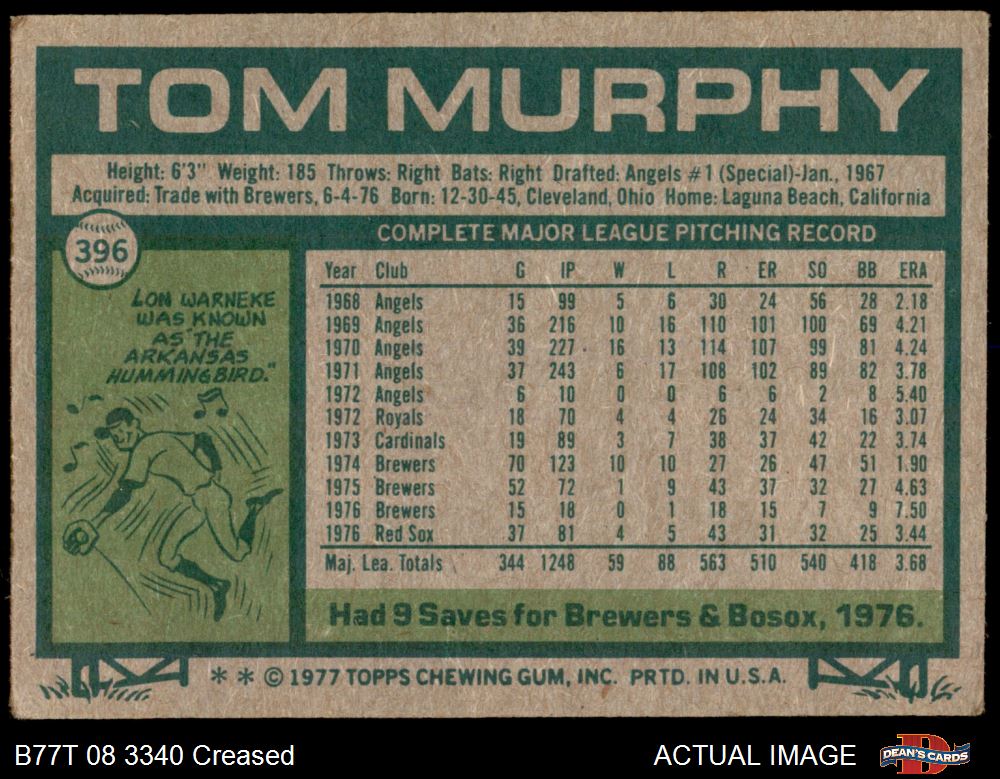 TOM MURPHY
Height: 6'3" Weight: 185 Throws: Right Bats: Right Drafted: Angels #1 (Special)-Jan., 1967
Acquired: Trade with Brewers, 6-4-76 Born: 12-30-45, Cleveland, Ohio Home: Laguna Beach, California
396
LON WARNEKE
WAS KNOWN
AS "THE
ARKANSAS
HUMMINGBIRD."
COMPLETE MAJOR LEAGUE PITCHING RECORD
Year Club G IP W L R ER SO BB ERA
1968 Angels 15 99 5 6 30 24 56 28 2.18
1969 Angels 36 216 10 16 110 101 100 69 4.21
1970 Angels 39 227 16 13 114 107 99 81 4.24
1971 Angels 37 243 6 17 108 102 89 82 3.78
1972 Angels 6 10 0 0 6 6 2 8 5.40
1972 Royals 18 70 4 4 26 24 34 16 3.07
1973 Cardinals 19 89 3 7 38 37 42 22 3.74
1974 Brewers 70 123 10 10 27 26 47 51 1.90
1975 Brewers 52 72 1 9 43 37 32 27 4.63
1976 Brewers 15 18 0 1 18 15 7 9 7.50
1976 Red Sox 37 81 4 5 43 31 32 25 3.44
Maj. Lea. Totals 344 1248 59 88 563 510 540 418 3.68
Had 9 Saves for Brewers & Bosox, 1976.
* * © 1977 TOPPS CHEWING GUM, INC. PRTD. IN U.S.A.
B77T 08 3340 Creased
ACTUAL IMAGE
DEAN'S CARDS